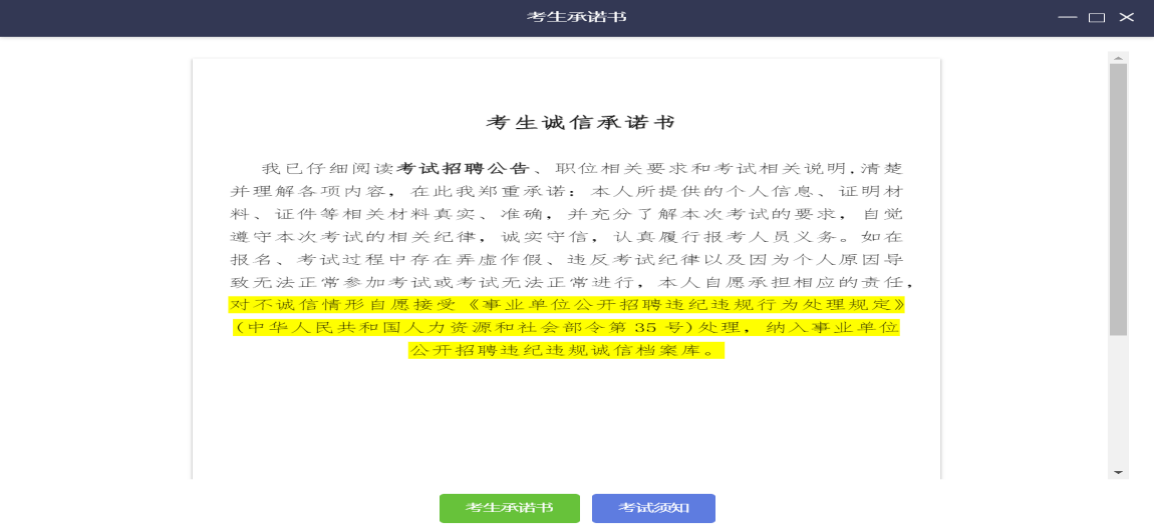 考生承诺书
考生诚信承诺书
我已仔细阅读考试招聘公告、职位相关要求和考试相关说明.清楚
并理解各项内容，在此我郑重承诺：本人所提供的个人信息、证明材
料、证件等相关材料真实、准确，并充分了解本次考试的要求，自觉
遵守本次考试的相关纪律，诚实守信，认真履行报考人员义务。如在
报名、考试过程中存在弄虚作假、违反考试纪律以及因为个人原因导
致无法正常参加考试或考试无法正常进行，本人自愿承担相应的责任，
对不诚信情形自愿接受《事业单位公开招聘违纪违规行为处理规定》
(中华人民共和国人力资源和社会部令第 35 号)处理，纳入事业单位
公开招聘违纪违规诚信档案库。
考生承诺书
考试须知